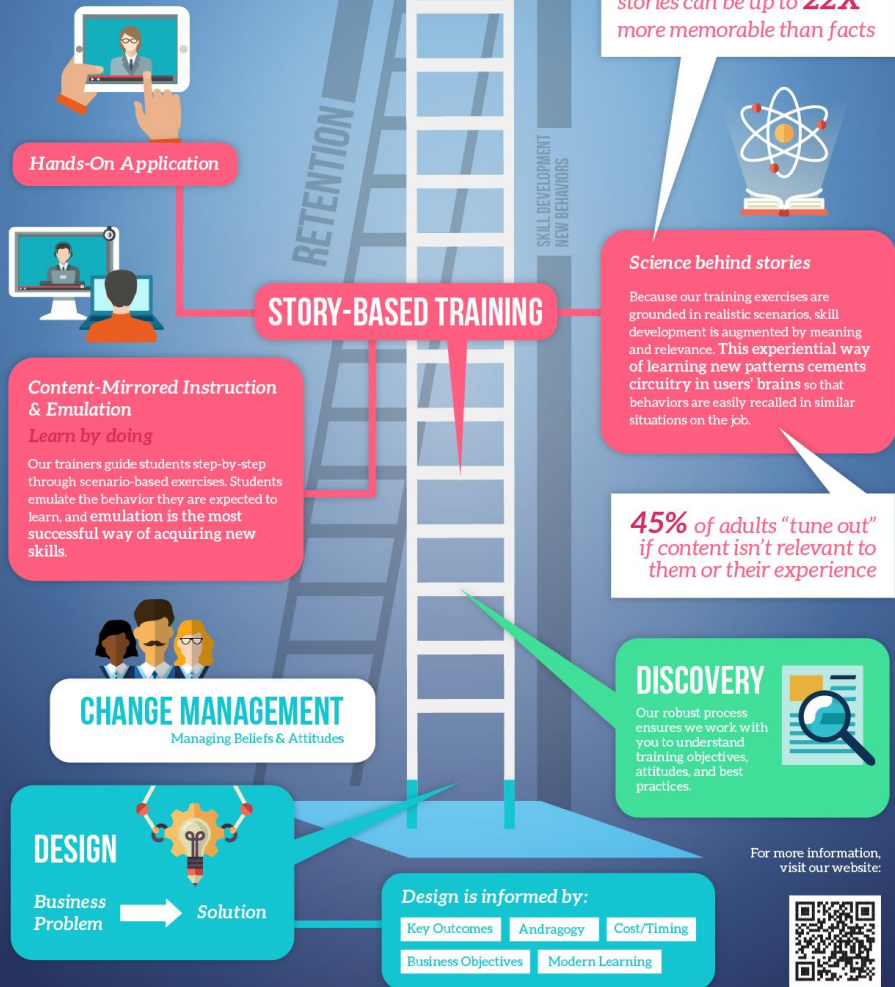 stories can be up to 22X
more memorable than facts
Hands-On Application
RETENTION
SKILL DEVELOPMENT
NEW BEHAVIORS
STORY-BASED TRAINING
Science behind stories
Because our training exercises are
grounded in realistic scenarios, skill
development is augmented by meaning
and relevance. This experiential way
of learning new patterns cements
circuitry in users' brains so that
behaviors are easily recalled in similar
situations on the job.
Content-Mirrored Instruction
& Emulation
Learn by doing
Our trainers guide students step-by-step
through scenario-based exercises. Students
emulate the behavior they are expected to
learn, and emulation is the most
successful way of acquiring new
skills.
45% of adults “tune out”
if content isn't relevant to
them or their experience
CHANGE MANAGEMENT
Managing Beliefs & Attitudes
DISCOVERY
Our robust process
ensures we work with
you to understand
training objectives,
attitudes, and best
practices.
DESIGN
Business
Problem
Solution
Design is informed by:
Key Outcomes
Andragogy
Cost/Timing
Business Objectives
Modern Learning
For more information,
visit our website: